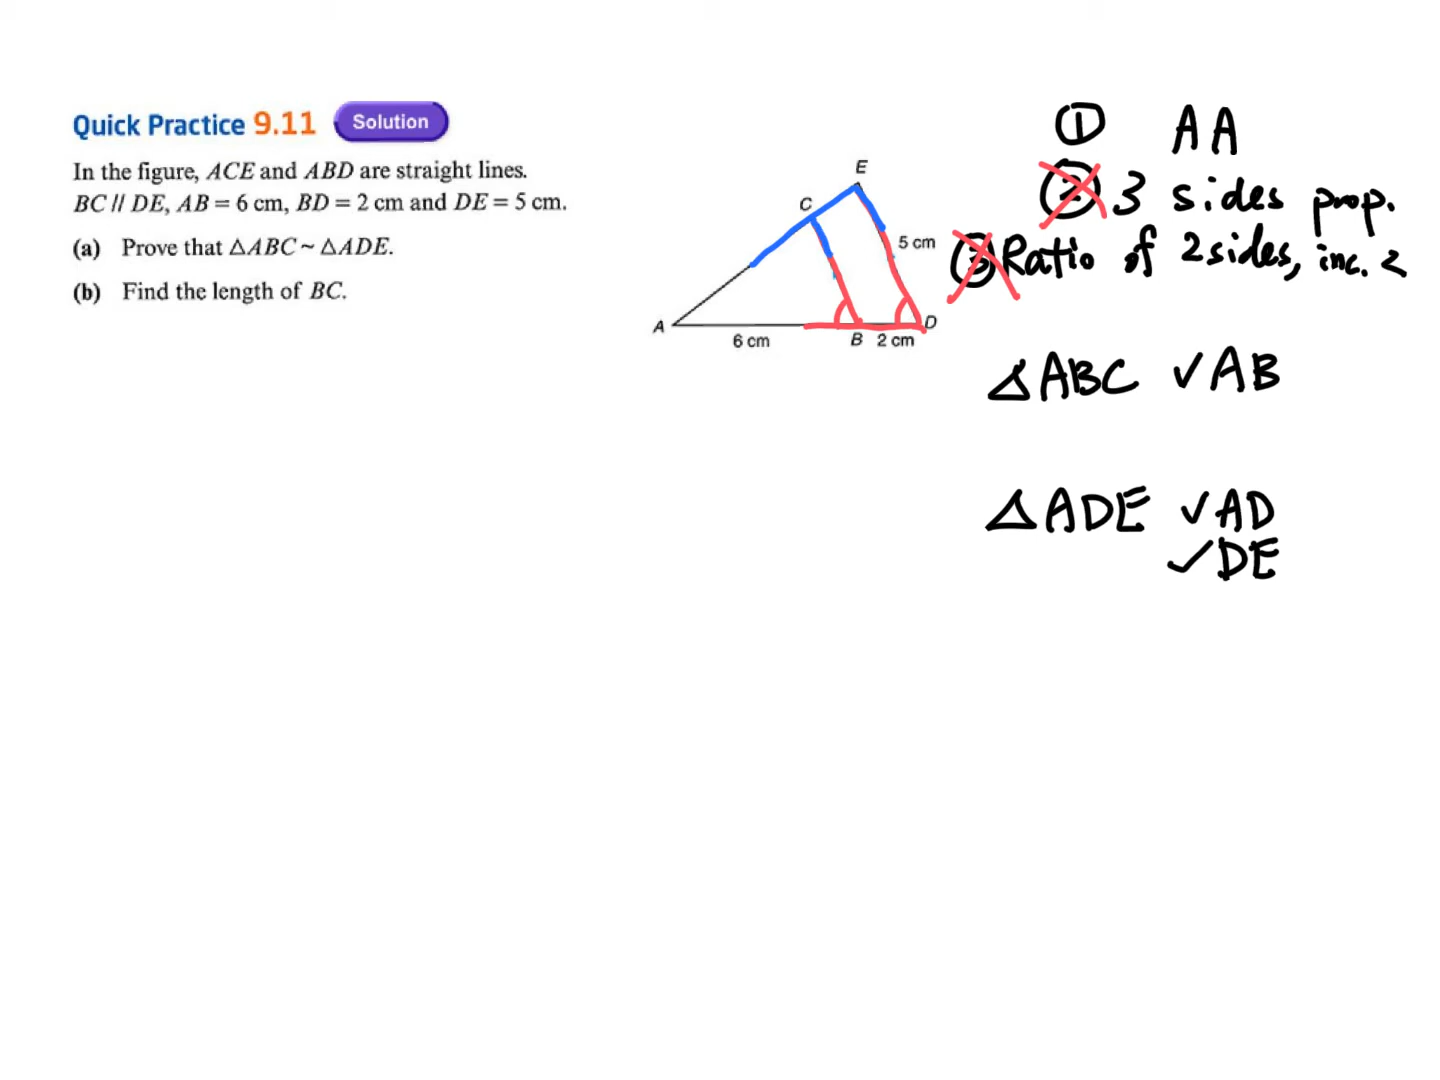 Quick Practice 9.11 Solution
In the figure, ACE and ABD are straight lines.
BC // DE, AB = 6 cm, BD = 2 cm and DE = 5 cm.
(a) Prove that △ABC ~ △ADE.
(b) Find the length of BC.
E
C
5 cm
A
D
6 cm
B
2 cm
① AA
② 3 sides prop.
③ Ratio of 2 sides, inc. ∠
△ABC ✓AB
△ADE ✓AD
✓DE